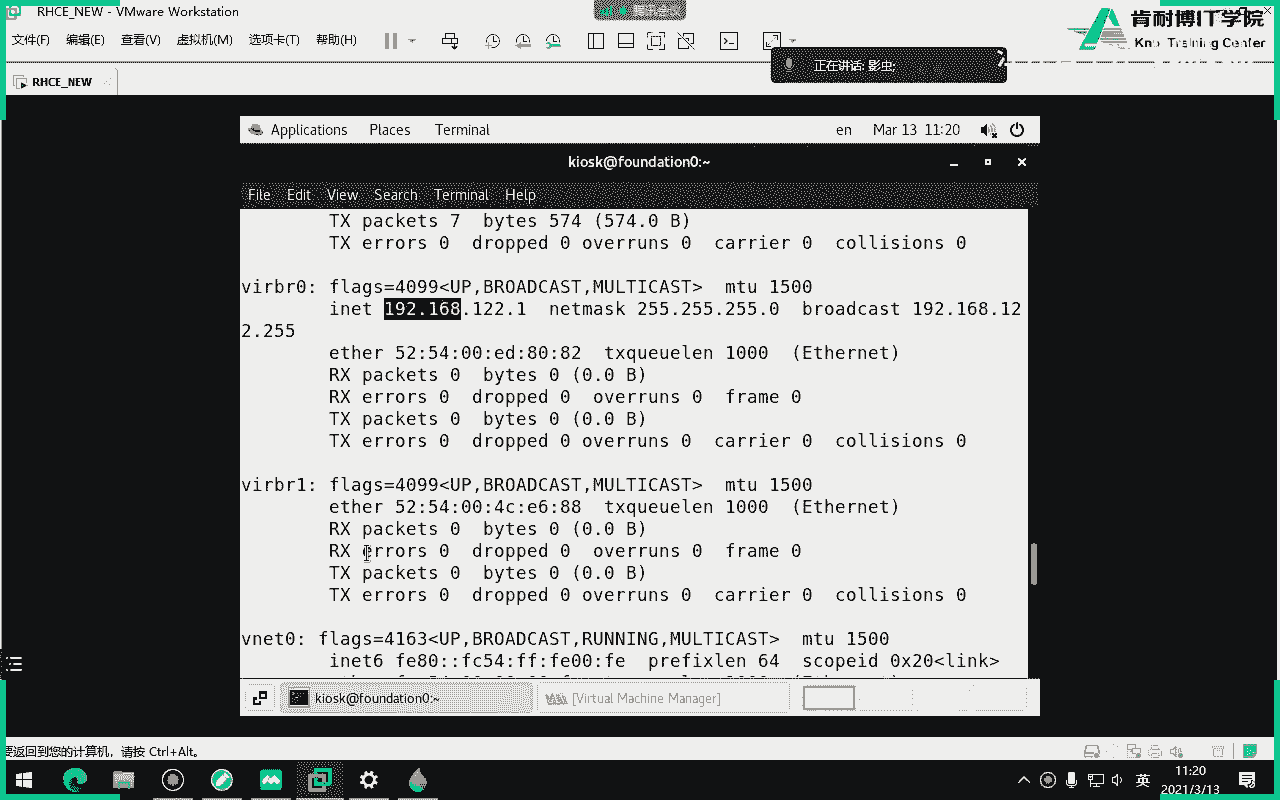 RHCE_NEW - VMware Workstation
文件(F) 编辑(E) 查看(V) 虚拟机(M) 选项卡(T) 帮助(H)
肯耐博IT学院
Training Center
正在讲话: 影虫;
RHCE_NEW
Applications Places Terminal en Mar 13 11:20
kiosk@foundation0:~
File Edit View Search Terminal Help
TX packets 7 bytes 574 (574.0 B)
TX errors 0 dropped 0 overruns 0 carrier 0 collisions 0
virbr0: flags=4099<UP,BROADCAST,MULTICAST> mtu 1500
inet 192.168.122.1 netmask 255.255.255.0 broadcast 192.168.12
2.255
ether 52:54:00:ed:80:82 txqueuelen 1000 (Ethernet)
RX packets 0 bytes 0 (0.0 B)
RX errors 0 dropped 0 overruns 0 frame 0
TX packets 0 bytes 0 (0.0 B)
TX errors 0 dropped 0 overruns 0 carrier 0 collisions 0
virbr1: flags=4099<UP,BROADCAST,MULTICAST> mtu 1500
ether 52:54:00:4c:e6:88 txqueuelen 1000 (Ethernet)
RX packets 0 bytes 0 (0.0 B)
RX errors 0 dropped 0 overruns 0 frame 0
TX packets 0 bytes 0 (0.0 B)
TX errors 0 dropped 0 overruns 0 carrier 0 collisions 0
vnet0: flags=4163<UP,BROADCAST,RUNNING,MULTICAST> mtu 1500
inet6 fe80::fc54:ff:fe00:fe prefixlen 64 scopeid 0x20<link>
kiosk@foundation0:~ [Virtual Machine Manager]
要返回到您的计算机，请按 Ctrl+Alt。
英
11:20
2021/3/13